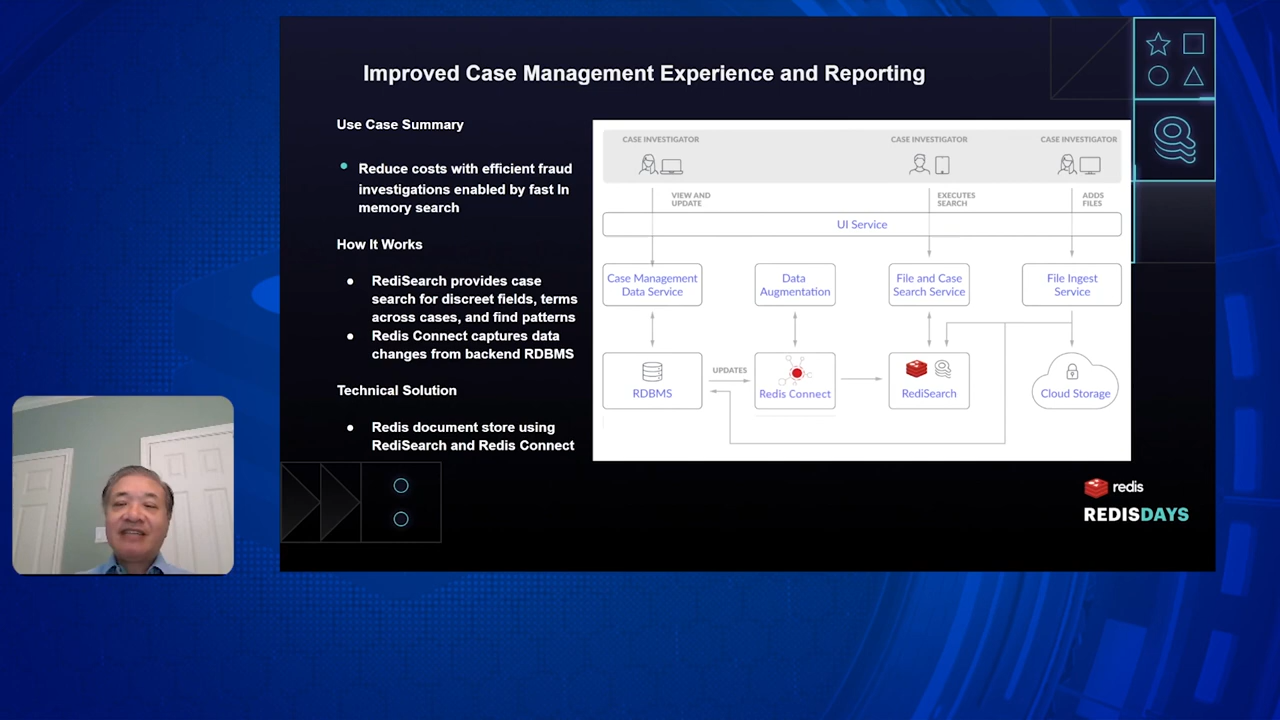 Improved Case Management Experience and Reporting
Use Case Summary
Reduce costs with efficient fraud
investigations enabled by fast In
memory search
How It Works
RediSearch provides case
search for discreet fields, terms
across cases, and find patterns
Redis Connect captures data
changes from backend RDBMS
Technical Solution
Redis document store using
RediSearch and Redis Connect
CASE INVESTIGATOR
CASE INVESTIGATOR
CASE INVESTIGATOR
VIEW AND
UPDATE
EXECUTES
SEARCH
ADDS
FILES
UI Service
Case Management
Data Service
Data
Augmentation
File and Case
Search Service
File Ingest
Service
UPDATES
RDBMS
Redis Connect
RediSearch
Cloud Storage
redis
REDISDAYS